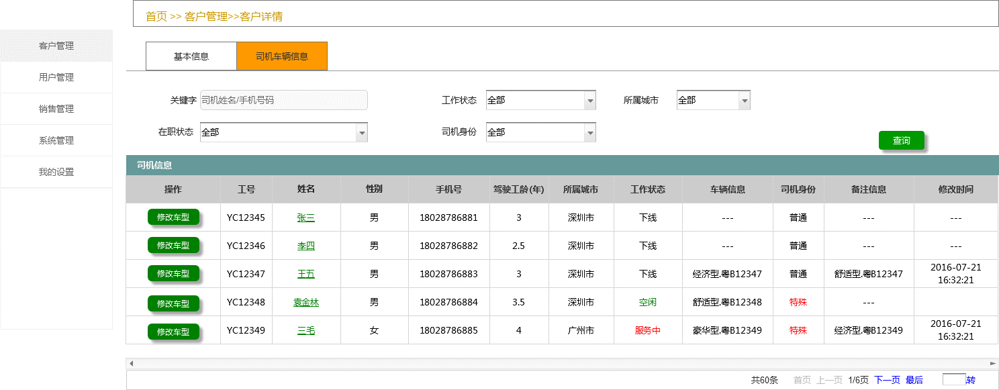 首页 >> 客户管理>>客户详情
客户管理
用户管理
销售管理
系统管理
我的设置
基本信息 司机车辆信息
关键字 司机姓名/手机号码 工作状态 全部 所属城市 全部
在职状态 全部 司机身份 全部
查询
司机信息
操作 工号 姓名 性别 手机号 驾驶工龄(年) 所属城市 工作状态 车辆信息 司机身份 备注信息 修改时间
修改车型 YC12345 张三 男 18028786881 3 深圳市 下线 --- 普通 --- ---
修改车型 YC12346 李四 男 18028786882 2.5 深圳市 下线 --- 普通 --- ---
修改车型 YC12347 王五 男 18028786883 3 深圳市 下线 经济型.粤B12347 普通 舒适型.粤B12347 2016-07-21
16:32:21
修改车型 YC12348 袁金林 男 18028786884 3.5 深圳市 空闲 舒适型.粤B12348 特殊 ---
修改车型 YC12349 三毛 女 18028786885 4 广州市 服务中 豪华型.粤B12349 特殊 经济型.粤B12349 2016-07-21
16:32:21
共60条 首页 上一页 1/6页 下一页 最后 转